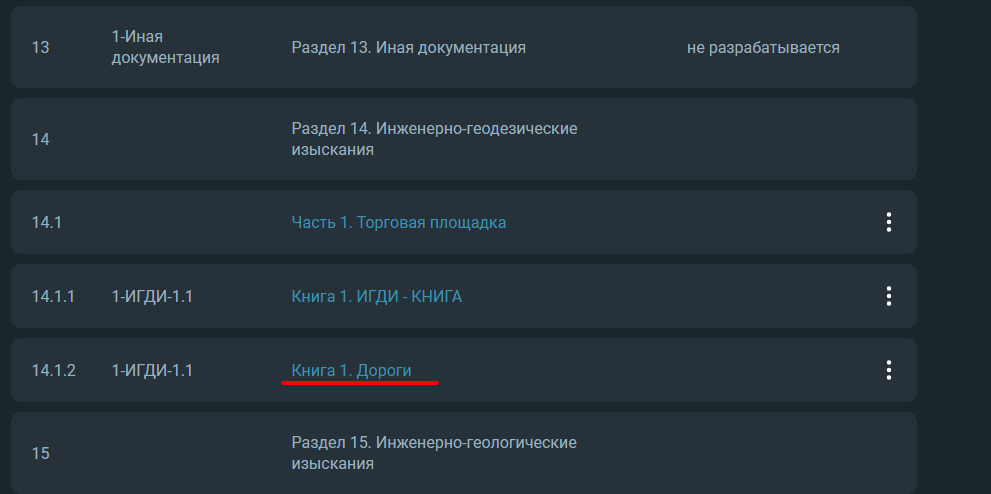 13
1-Иная
документация
Раздел 13. Иная документация
не разрабатывается
14
Раздел 14. Инженерно-геодезические
изыскания
14.1
Часть 1. Торговая площадка
14.1.1
1-ИГДИ-1.1
Книга 1. ИГДИ - КНИГА
14.1.2
1-ИГДИ-1.1
Книга 1. Дороги
15
Раздел 15. Инженерно-геологические
изыскания